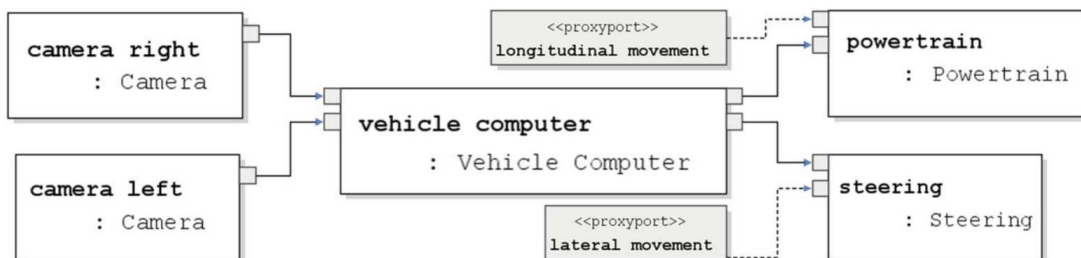 camera right
: Camera
camera left
: Camera
vehicle computer
: Vehicle Computer
<<proxyport>>
longitudinal movement
<<proxyport>>
lateral movement
powertrain
: Powertrain
steering
: Steering